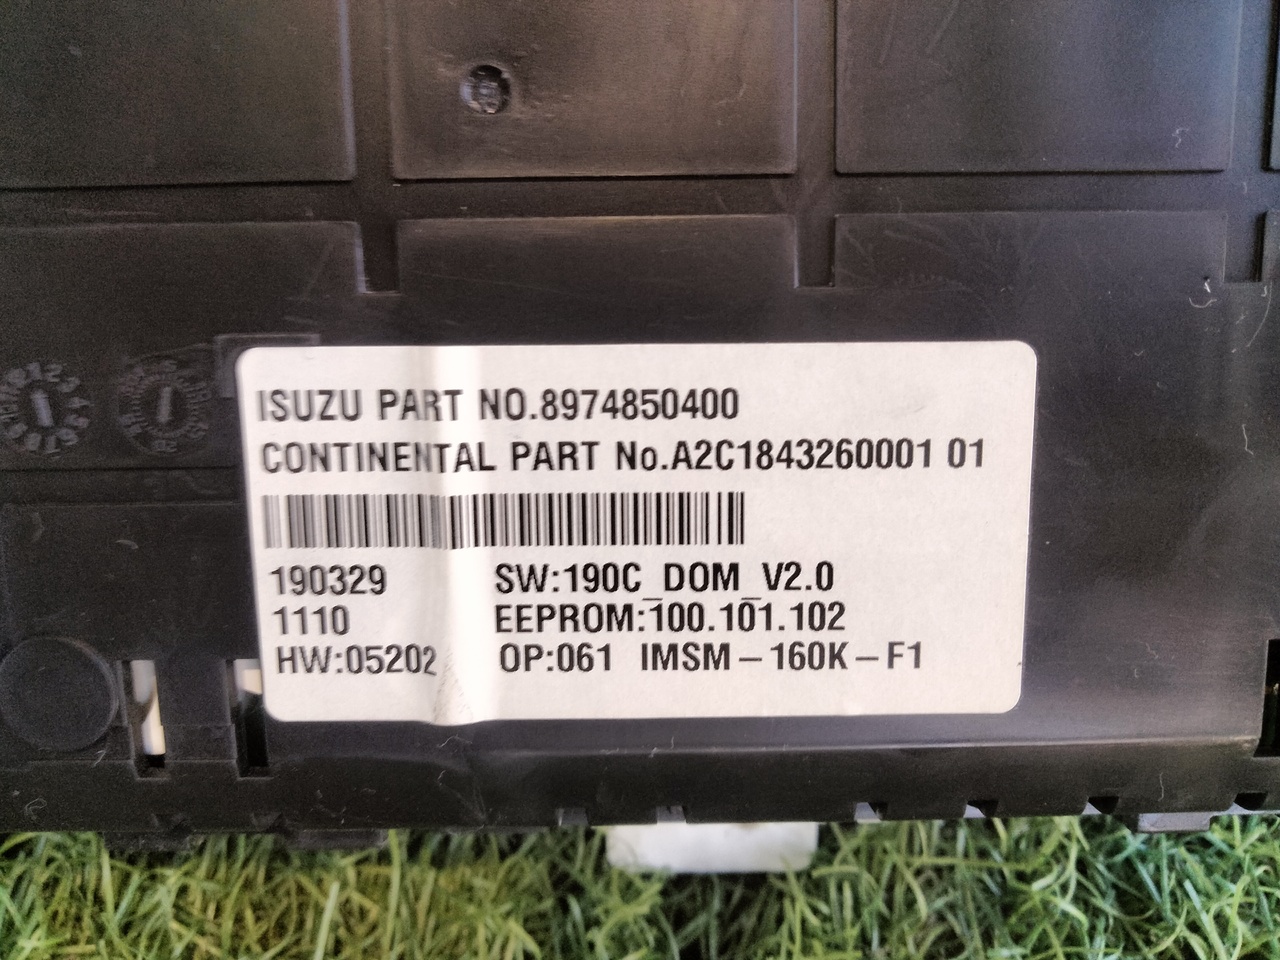 ISUZU PART NO.8974850400
CONTINENTAL PART No.A2C1843260001 01
190329 SW:190C_DOM_V2.0
1110 EEPROM:100.101.102
HW:05202 OP:061 IMSM-160K-F1